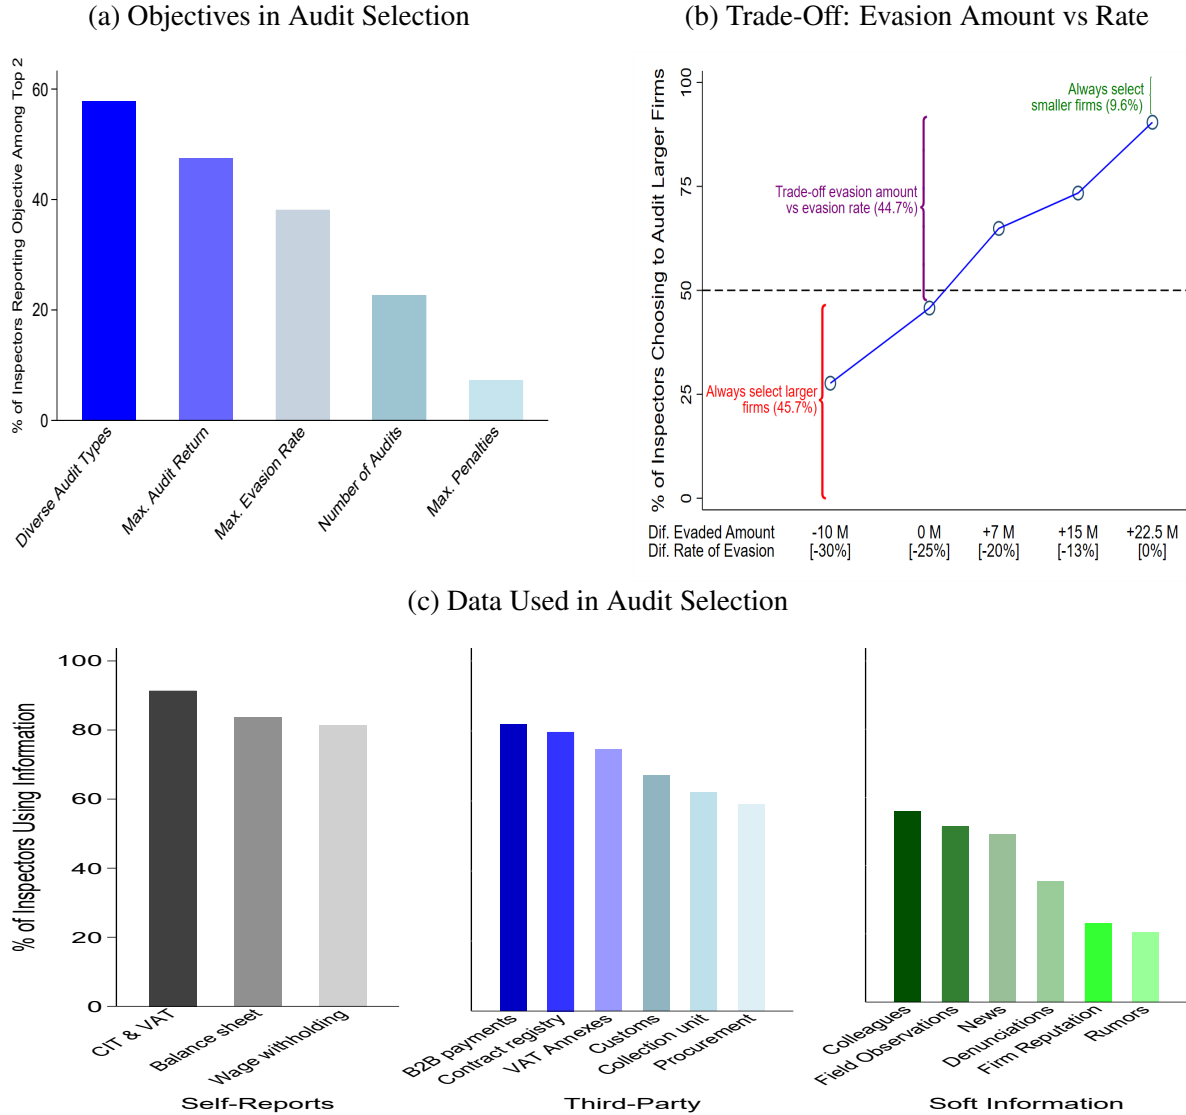 (a) Objectives in Audit Selection
% of Inspectors Reporting Objective Among Top 2
60
40
20
0
Diverse Audit Types
Max. Audit Return
Max. Evasion Rate
Number of Audits
Max. Penalties
(b) Trade-Off: Evasion Amount vs Rate
% of Inspectors Choosing to Audit Larger Firms
100
75
50
25
0
Always select
smaller firms (9.6%)
Trade-off evasion amount
vs evasion rate (44.7%)
Always select larger
firms (45.7%)
Dif. Evaded Amount -10 M 0 M +7 M +15 M +22.5 M
Dif. Rate of Evasion [-30%] [-25%] [-20%] [-13%] [0%]
(c) Data Used in Audit Selection
% of Inspectors Using Information
100
80
60
40
20
0
CIT & VAT
Balance sheet
Wage withholding
Self-Reports
B2B payments
Contract registry
VAT Annexes
Customs
Collection unit
Procurement
Third-Party
Colleagues
Field Observations
News
Denunciations
Firm Reputation
Rumors
Soft Information